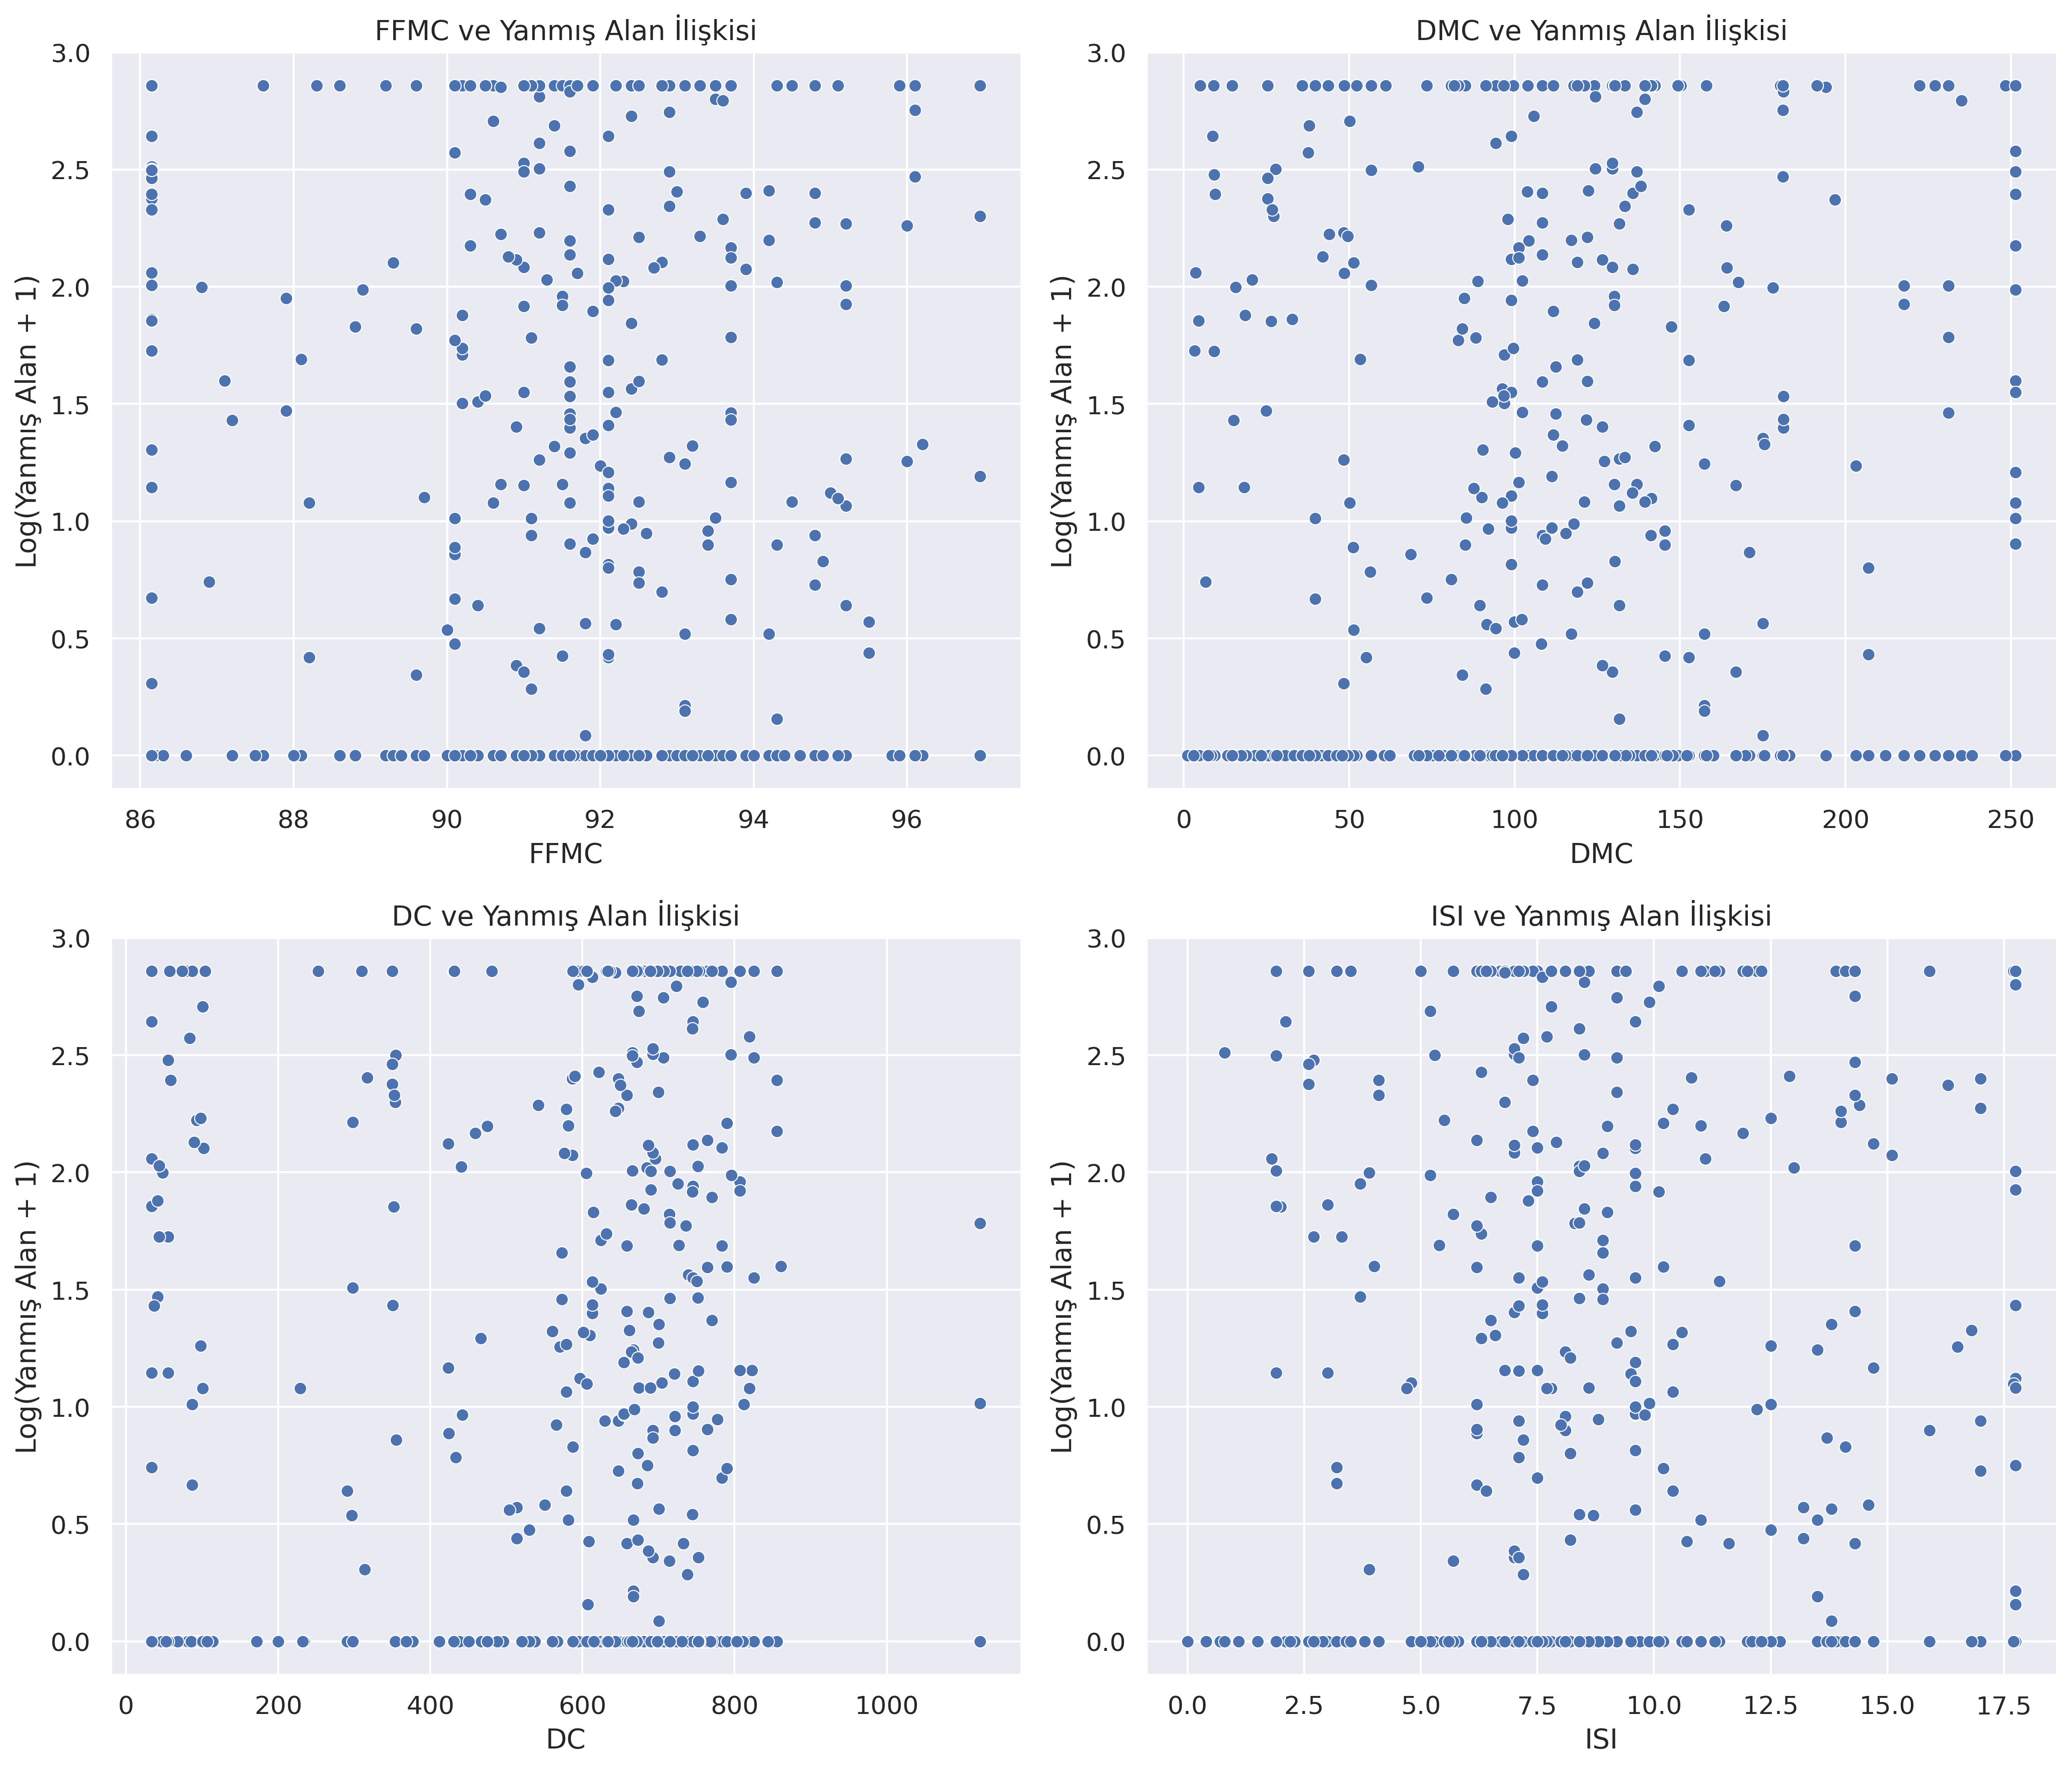 FFMC ve Yanmış Alan İlişkisi
Log(Yanmış Alan + 1)
3.0
2.5
2.0
1.5
1.0
0.5
0.0
86 88 90 92 94 96
FFMC
DMC ve Yanmış Alan İlişkisi
Log(Yanmış Alan + 1)
3.0
2.5
2.0
1.5
1.0
0.5
0.0
0 50 100 150 200 250
DMC
DC ve Yanmış Alan İlişkisi
Log(Yanmış Alan + 1)
3.0
2.5
2.0
1.5
1.0
0.5
0.0
0 200 400 600 800 1000
DC
ISI ve Yanmış Alan İlişkisi
Log(Yanmış Alan + 1)
3.0
2.5
2.0
1.5
1.0
0.5
0.0
0.0 2.5 5.0 7.5 10.0 12.5 15.0 17.5
ISI